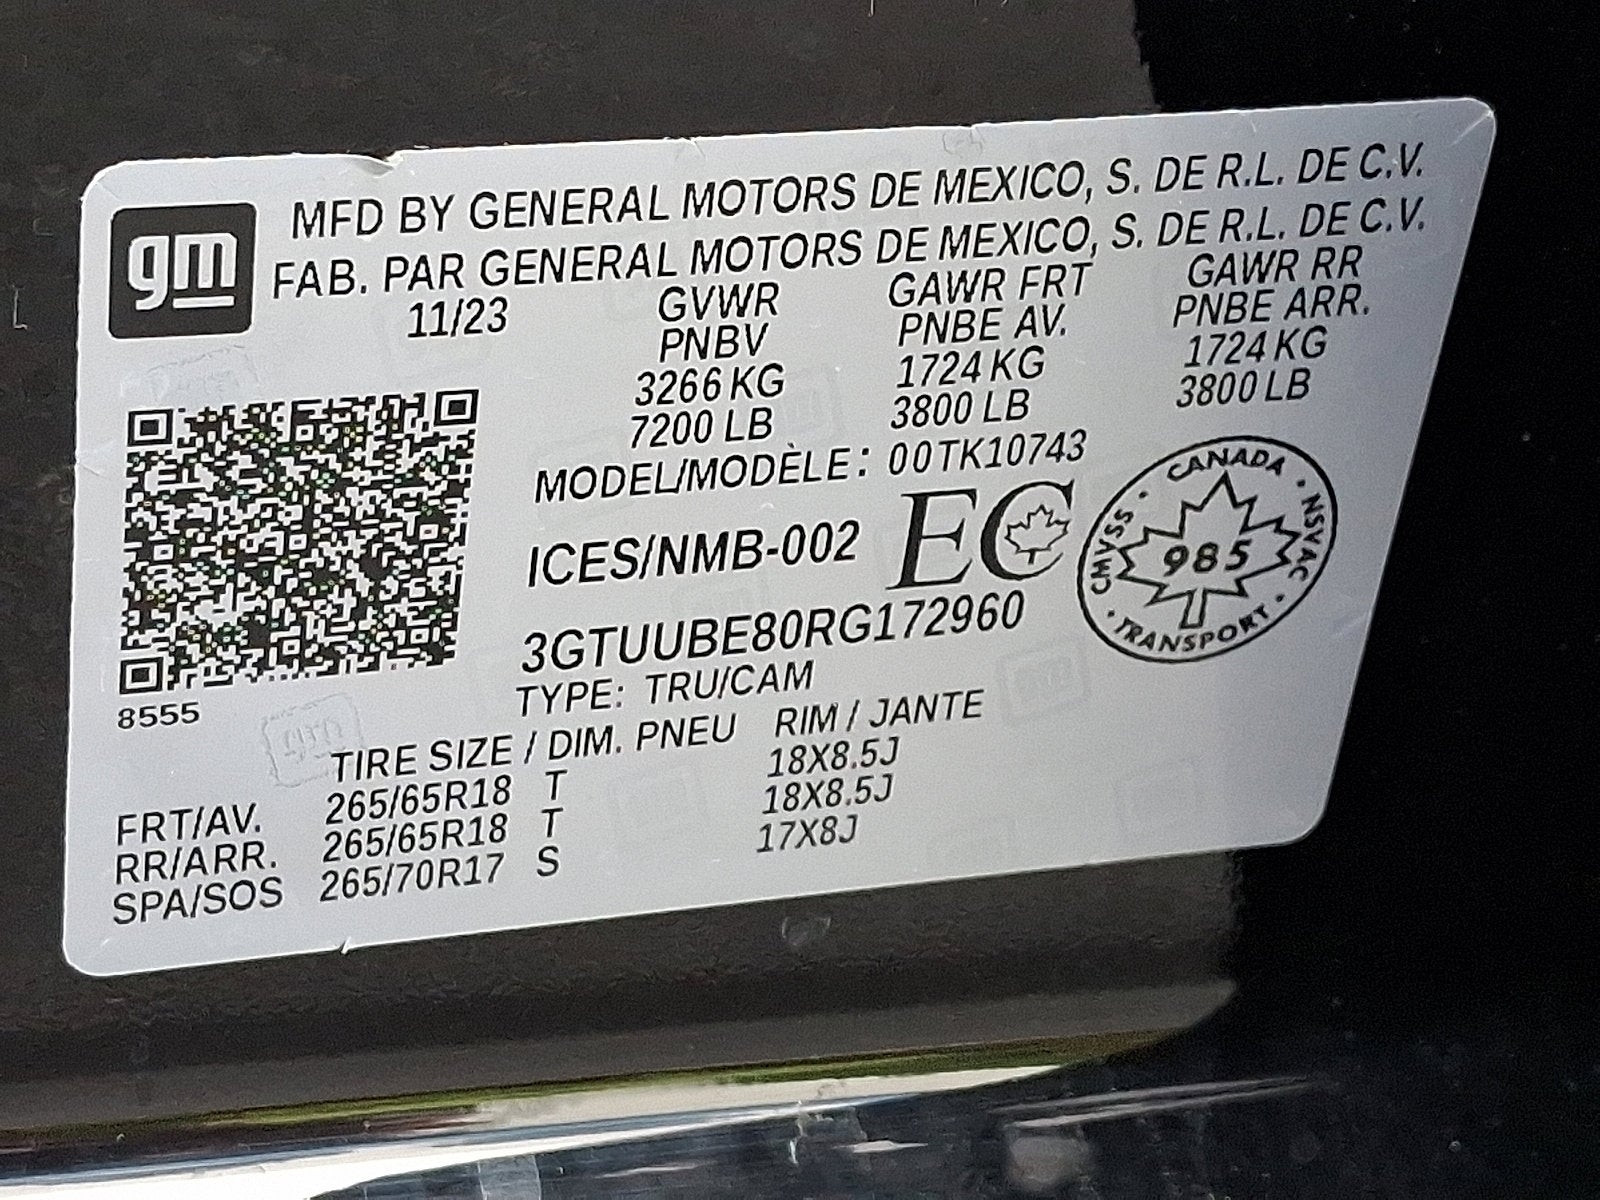 gm
MFD BY GENERAL MOTORS DE MEXICO, S. DE R.L. DE C.V.
FAB. PAR GENERAL MOTORS DE MEXICO, S. DE R.L. DE C.V.
11/23 GVWR GAWR FRT GAWR RR
PNBV PNBE AV. PNBE ARR.
3266 KG 1724 KG 1724 KG
7200 LB 3800 LB 3800 LB
MODEL/MODÈLE: 00TK10743
ICES/NMB-002 EC
CANADA · NSVAC · TRANSPORT · CMVSS ·
985
3GTUUBE80RG172960
TYPE: TRU/CAM
8555
TIRE SIZE / DIM. PNEU RIM / JANTE
FRT/AV. 265/65R18 T 18X8.5J
RR/ARR. 265/65R18 T 18X8.5J
SPA/SOS 265/70R17 S 17X8J